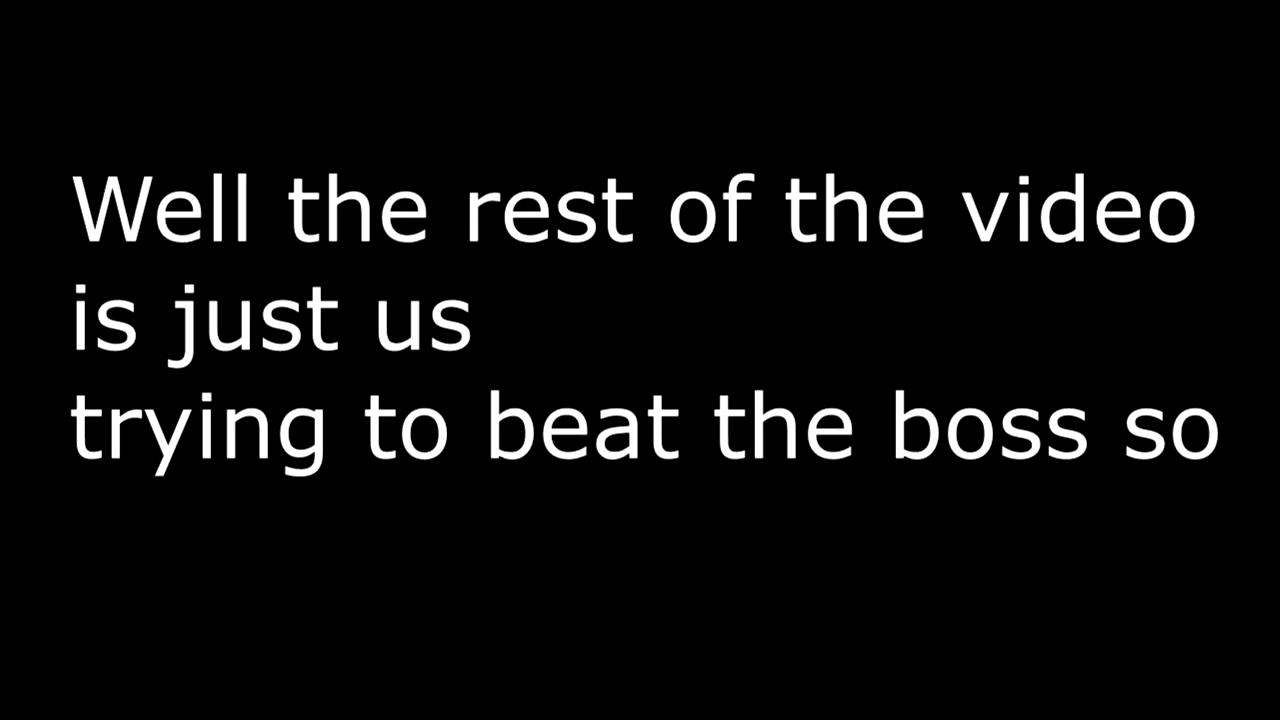 Well the rest of the video
is just us
trying to beat the boss so